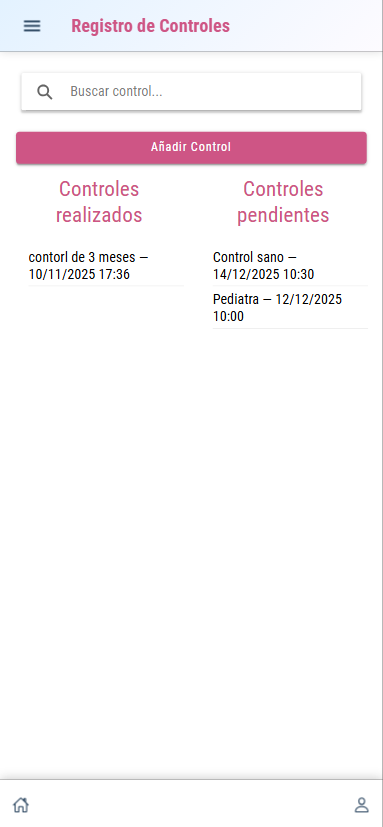 Registro de Controles
Buscar control...
Añadir Control
Controles
realizados
contorl de 3 meses —
10/11/2025 17:36
Controles
pendientes
Control sano —
14/12/2025 10:30
Pediatra — 12/12/2025
10:00